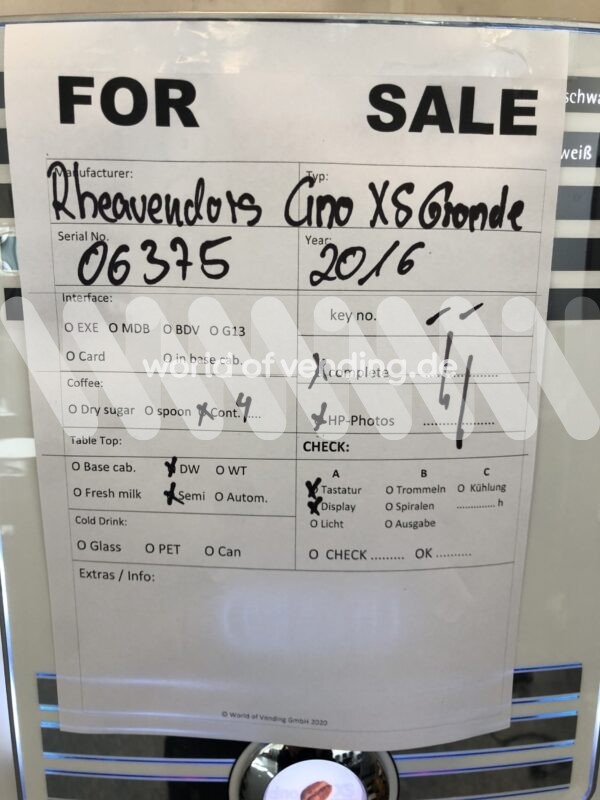 FOR SALE
schwa
weiß
Manufacturer: Typ:
Rheavendors Cino XS Grande
Serial No. Year:
06375 2016
Interface: key no. "
O EXE O MDB O BDV O G13
O Card O in base cab.
world of vending.de
X complete ............
Coffee:
O Dry sugar O spoon X Cont. 4....
X HP-Photos ............
Table Top: CHECK:
O Base cab. X DW O WT
A B C
O Fresh milk X Semi O Autom.
X Tastatur O Trommeln O Kühlung
X Display O Spiralen ............ h
O Licht O Ausgabe
Cold Drink:
O Glass O PET O Can
O CHECK ......... OK ..........
Extras / Info:
© World of Vending GmbH 2020